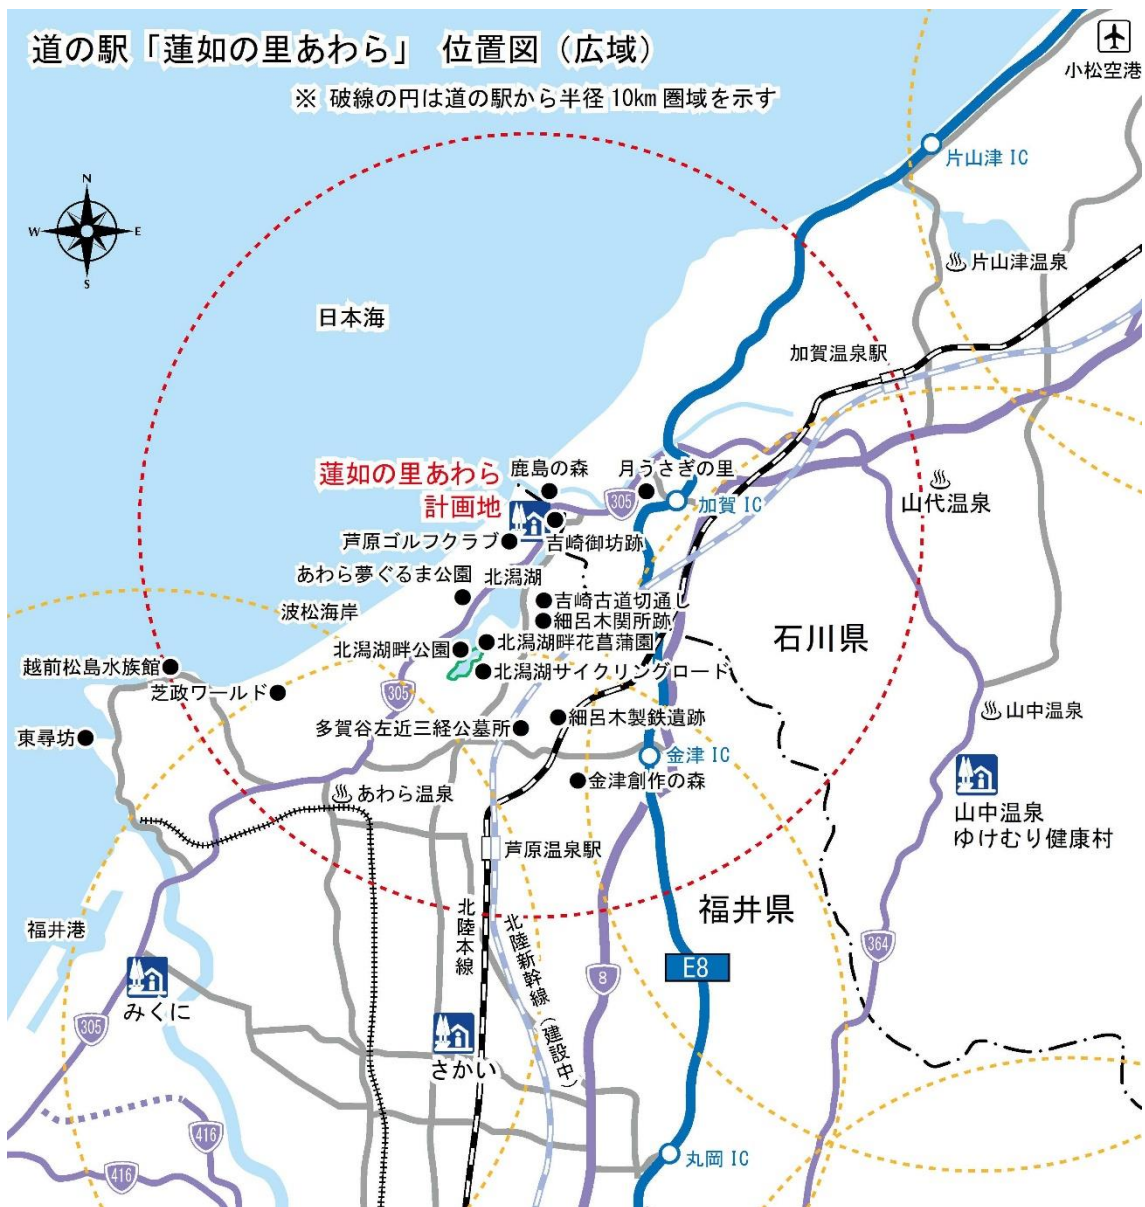 道の駅「蓮如の里あわら」 位置図（広域）
※ 破線の円は道の駅から半径10km圏域を示す
小松空港
N
W
E
S
片山津 IC
片山津温泉
日本海
加賀温泉駅
蓮如の里あわら
計画地
鹿島の森
月うさぎの里
305
加賀 IC
山代温泉
芦原ゴルフクラブ
吉崎御坊跡
あわら夢ぐるま公園
北潟湖
吉崎古道切通し
波松海岸
細呂木関所跡
石川県
北潟湖畔公園
北潟湖畔花菖蒲園
越前松島水族館
北潟湖サイクリングロード
芝政ワールド
305
山中温泉
多賀谷左近三経公墓所
細呂木製鉄遺跡
東尋坊
金津 IC
金津創作の森
あわら温泉
山中温泉
ゆけむり健康村
芦原温泉駅
福井県
北陸本線
北陸新幹線（建設中）
福井港
364
E8
8
みくに
305
さかい
416
416
丸岡 IC